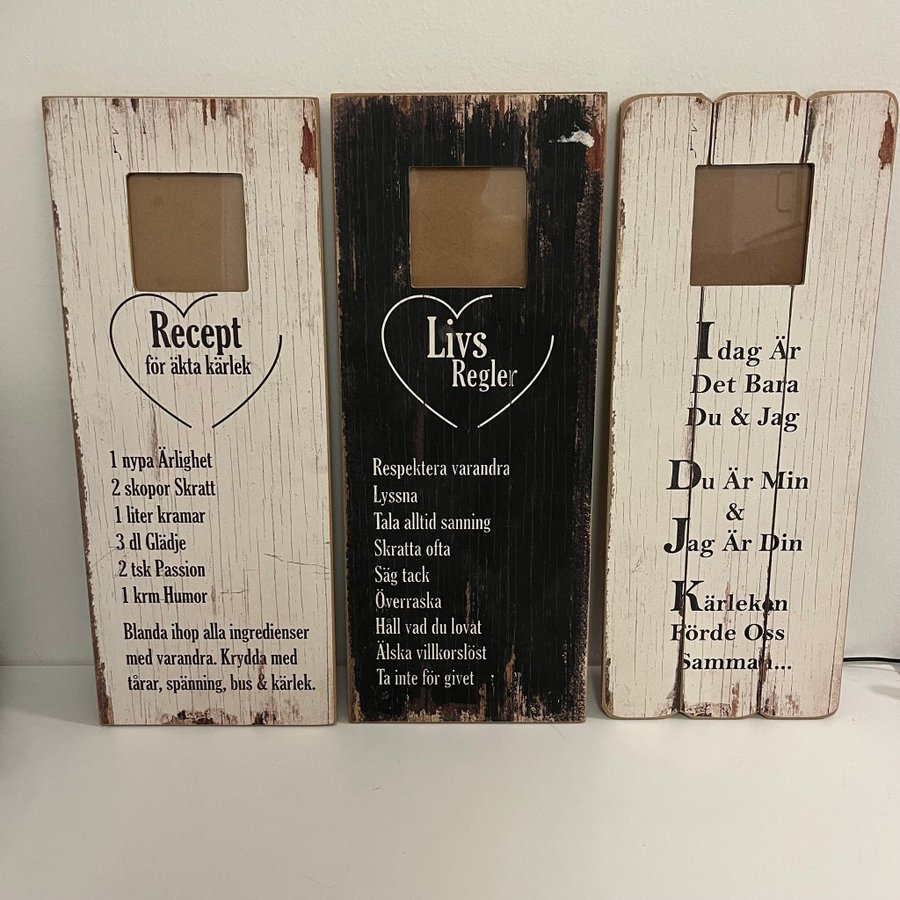 Recept
för äkta kärlek
1 nypa Ärlighet
2 skopor Skratt
1 liter kramar
3 dl Glädje
2 tsk Passion
1 krm Humor
Blanda ihop alla ingredienser
med varandra. Krydda med
tårar, spänning, bus & kärlek.
Livs
Regler
Respektera varandra
Lyssna
Tala alltid sanning
Skratta ofta
Säg tack
Överraska
Håll vad du lovat
Älska villkorslöst
Ta inte för givet
Idag Är
Det Bara
Du & Jag
Du Är Min
&
Jag Är Din
Kärleken
Förde Oss
Samman...